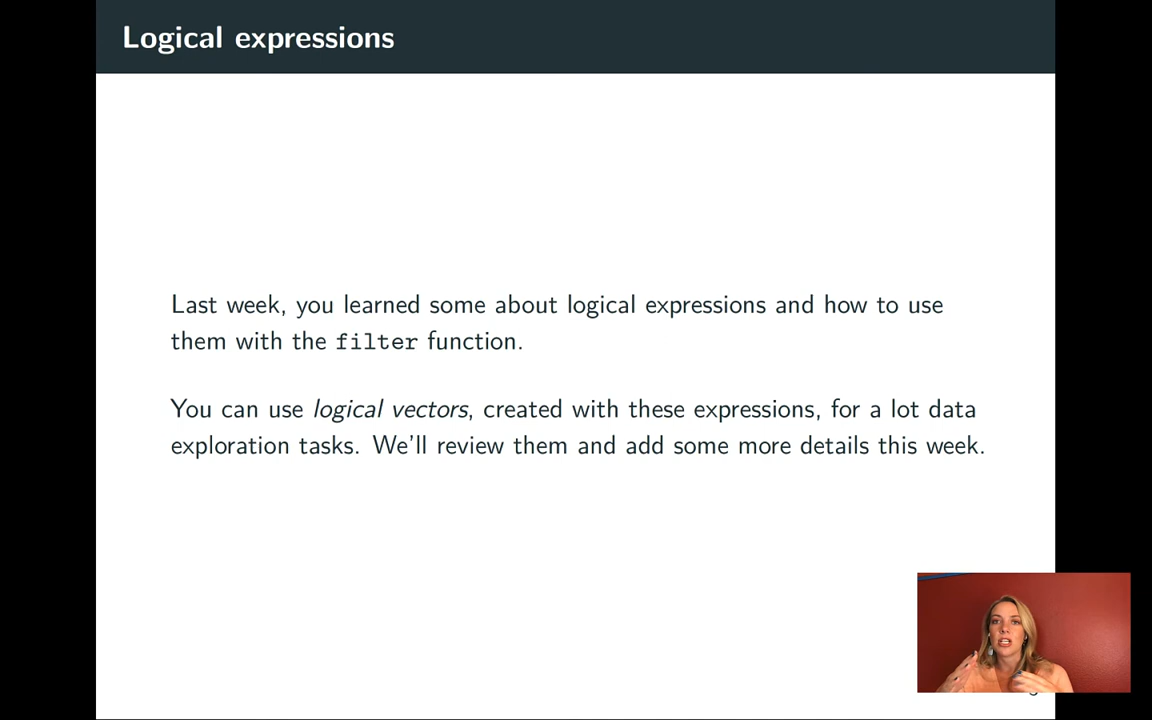 Logical expressions
Last week, you learned some about logical expressions and how to use
them with the filter function.
You can use logical vectors, created with these expressions, for a lot data
exploration tasks. We'll review them and add some more details this week.